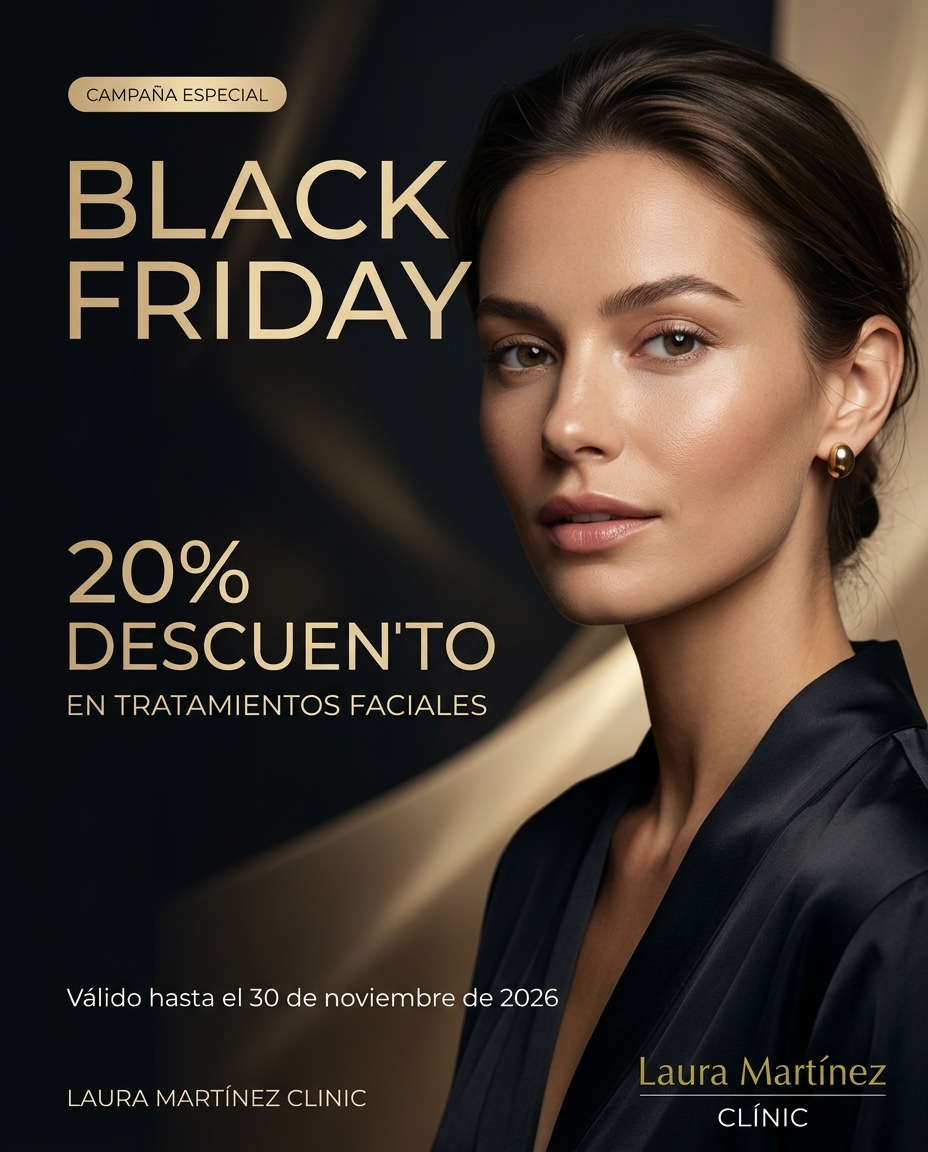 CAMPAÑA ESPECIAL
BLACK
FRIDAY
20%
DESCUEN'TO
EN TRATAMIENTOS FACIALES
Válido hasta el 30 de noviembre de 2026
LAURA MARTÍNEZ CLINIC
Laura Martínez
CLÍNIC